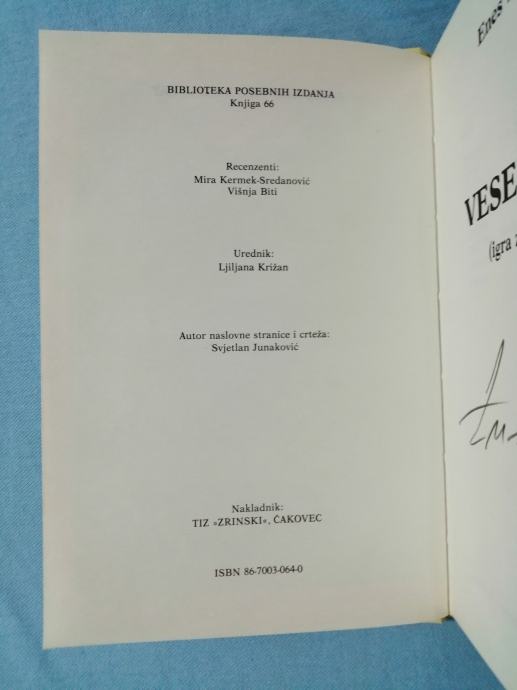 BIBLIOTEKA POSEBNIH IZDANJA
Knjiga 66
Recenzenti:
Mira Kermek-Sredanović
Višnja Biti
Urednik:
Ljiljana Križan
Autor naslovne stranice i crteža:
Svjetlan Junaković
Nakladnik:
TIZ »ZRINSKI«, ČAKOVEC
ISBN 86-7003-064-0
Enes
VESE
(igra